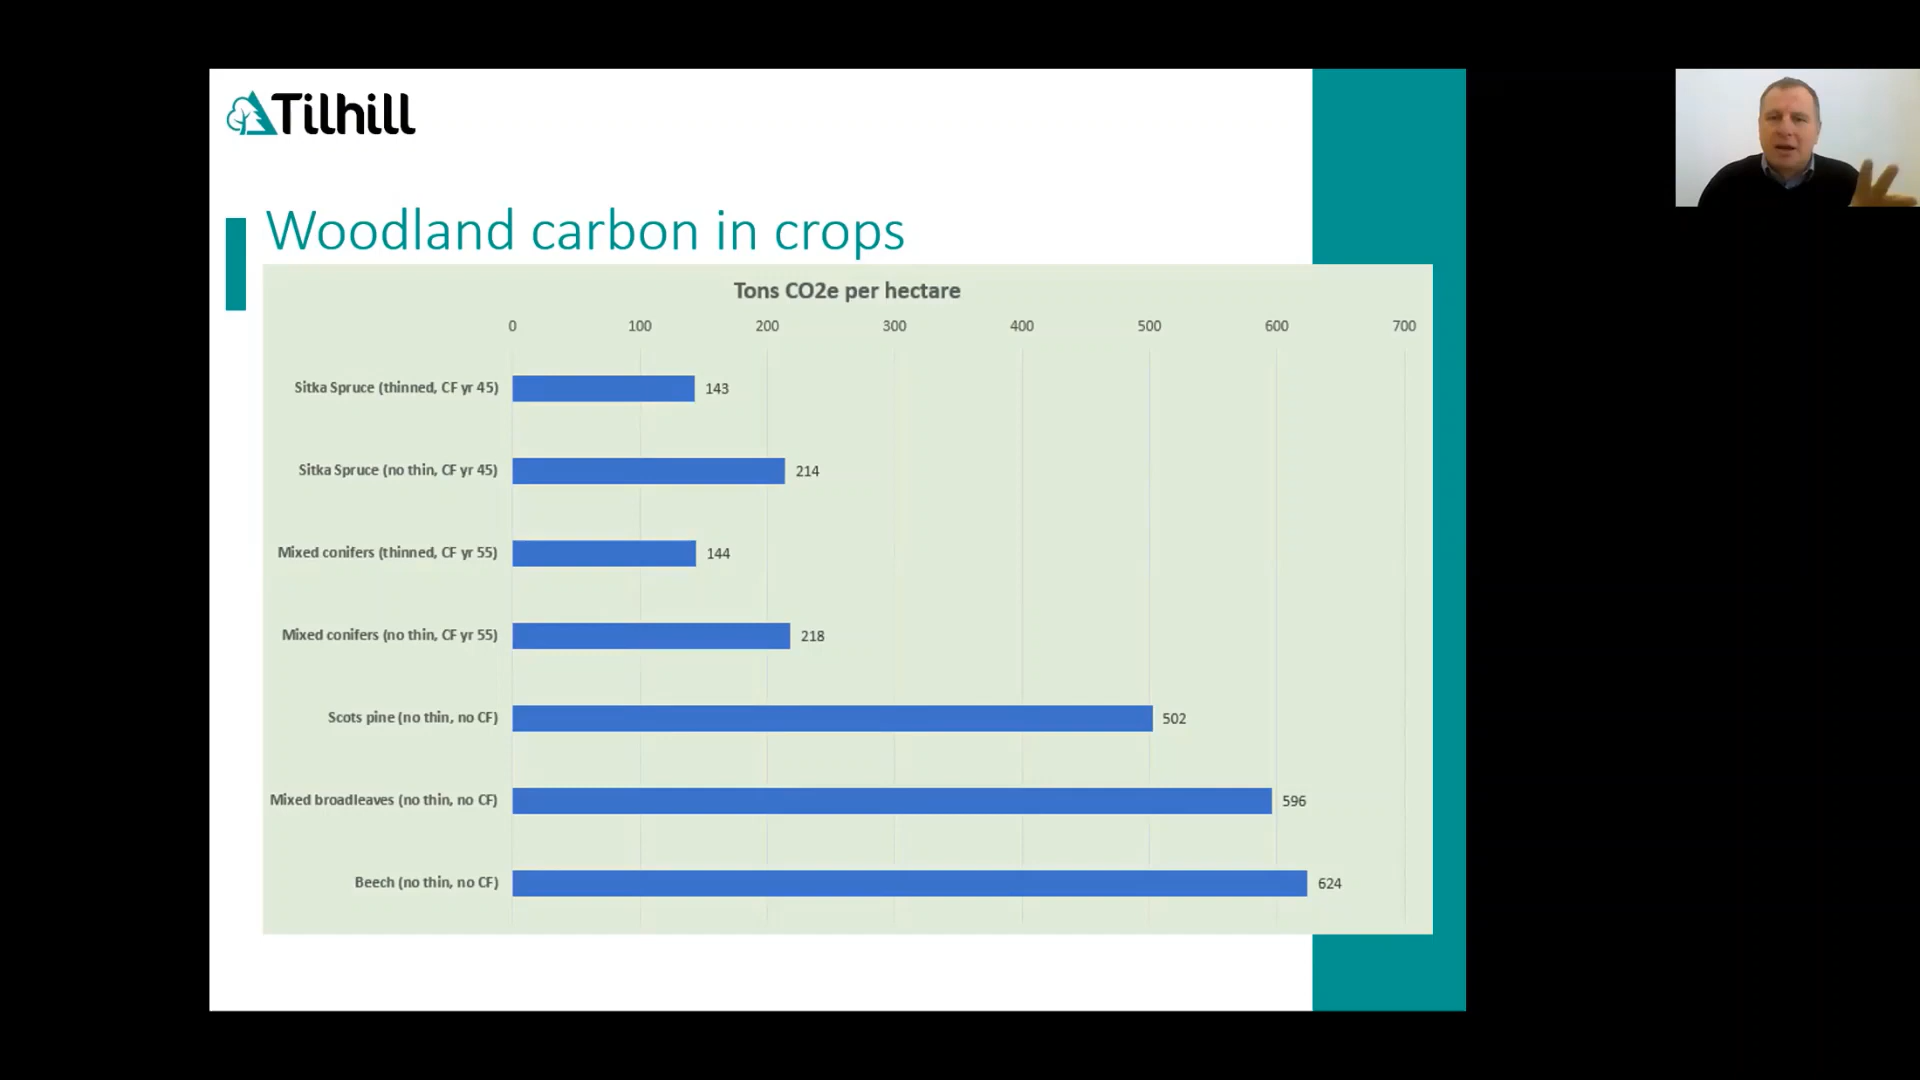 Tilhill
Woodland carbon in crops
Tons CO2e per hectare
0 100 200 300 400 500 600 700
Sitka Spruce (thinned, CF yr 45) 143
Sitka Spruce (no thin, CF yr 45) 214
Mixed conifers (thinned, CF yr 55) 144
Mixed conifers (no thin, CF yr 55) 218
Scots pine (no thin, no CF) 502
Mixed broadleaves (no thin, no CF) 596
Beech (no thin, no CF) 624